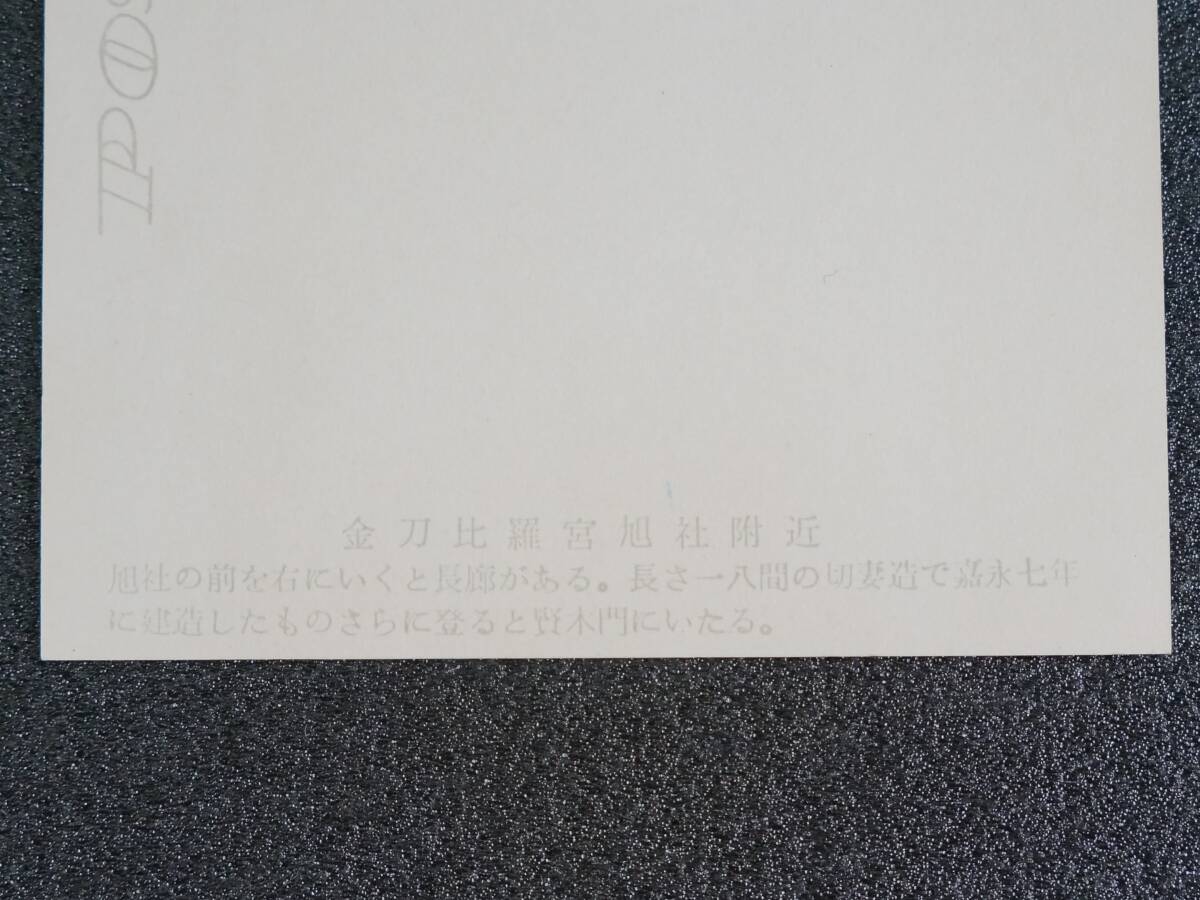 POS
金刀比羅宮旭社附近
旭社の前を右にいくと長廊がある。長さ一八間の切妻造で嘉永七年
に建造したものさらに登ると賢木門にいたる。